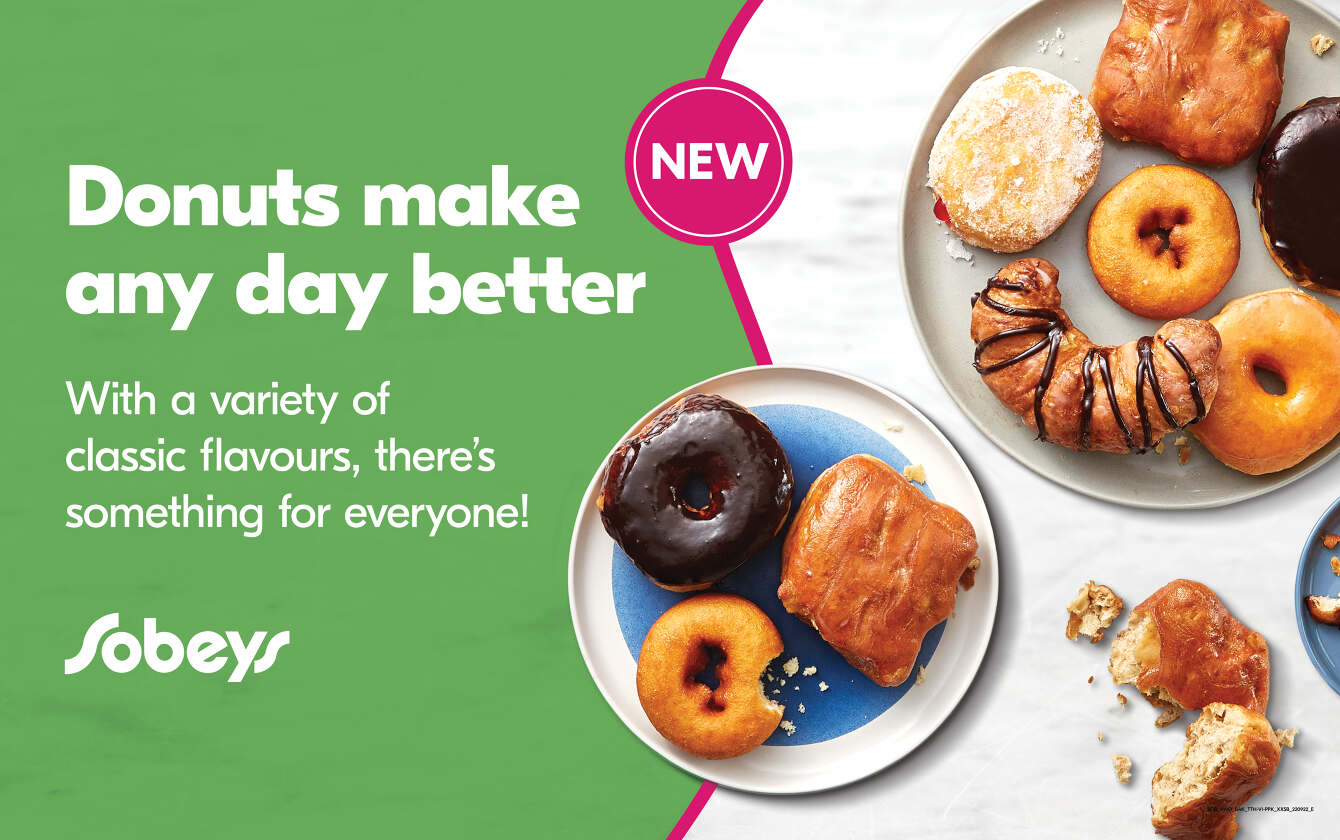 NEW
Donuts make
any day better
With a variety of
classic flavours, there's
something for everyone!
Sobeys